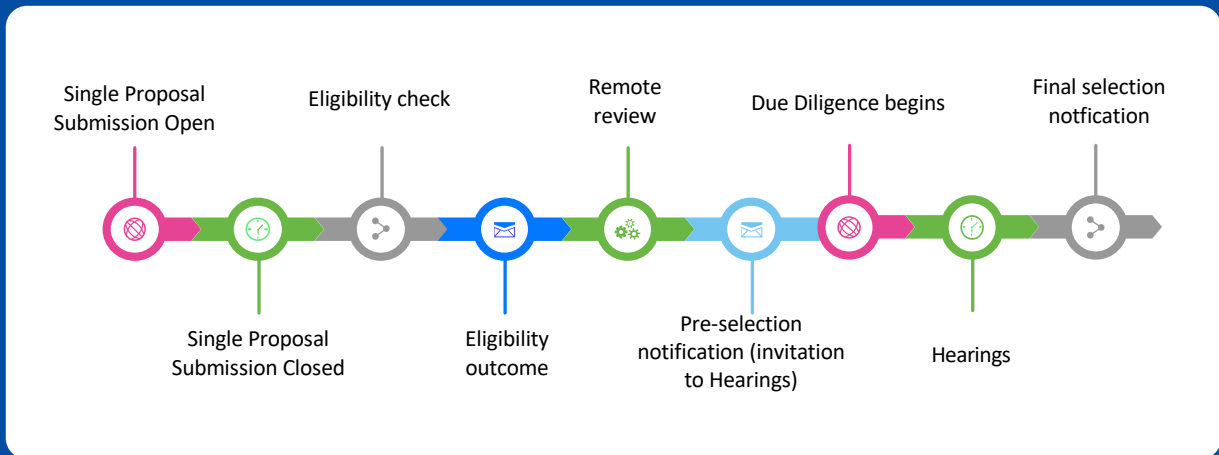 Single Proposal
Submission Open
Single Proposal
Submission Closed
Eligibility check
Eligibility
outcome
Remote
review
Pre-selection
notification (invitation
to Hearings)
Due Diligence begins
Hearings
Final selection
notfication